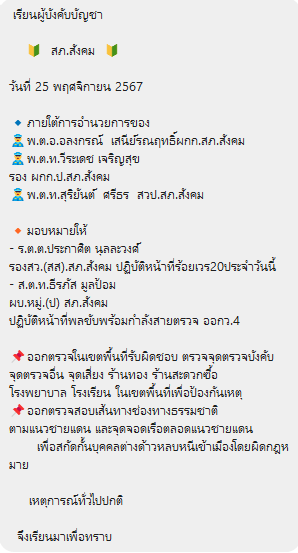 เรียนผู้บังคับบัญชา
🔰 สภ.สังคม 🔰
วันที่ 25 พฤศจิกายน 2567
🔹ภายใต้การอำนวยการของ
👮พ.ต.อ.อลงกรณ์ เสนีย์รณฤทธิ์ผกก.สภ.สังคม
👮พ.ต.ท.วีระเดช เจริญสุข
รอง ผกก.ป.สภ.สังคม
👮พ.ต.ท.สุริยันต์ ศรีธร สวป.สภ.สังคม
🔸มอบหมายให้
- ร.ต.ต.ประกาศิต นุลละวงค์
รองสว.(สส).สภ.สังคม ปฏิบัติหน้าที่ร้อยเวร20ประจำวันนี้
- ส.ต.ท.ธีรภัส มูลป้อม
ผบ.หมู่.(ป) สภ.สังคม
ปฏิบัติหน้าที่พลขับพร้อมกำลังสายตรวจ ออกว.4
📌ออกตรวจในเขตพื้นที่รับผิดชอบ ตรวจจุดตรวจบังคับ
จุดตรวจอื่น จุดเสี่ยง ร้านทอง ร้านสะดวกซื้อ
โรงพยาบาล โรงเรียน ในเขตพื้นที่เพื่อป้องกันเหตุ
📌ออกตรวจสอบเส้นทางช่องทางธรรมชาติ
ตามแนวชายแดน และจุดจอดเรือตลอดแนวชายแดน
เพื่อสกัดกั้นบุคคลต่างด้าวหลบหนีเข้าเมืองโดยผิดกฎห
มาย
เหตุการณ์ทั่วไปปกติ
จึงเรียนมาเพื่อทราบ